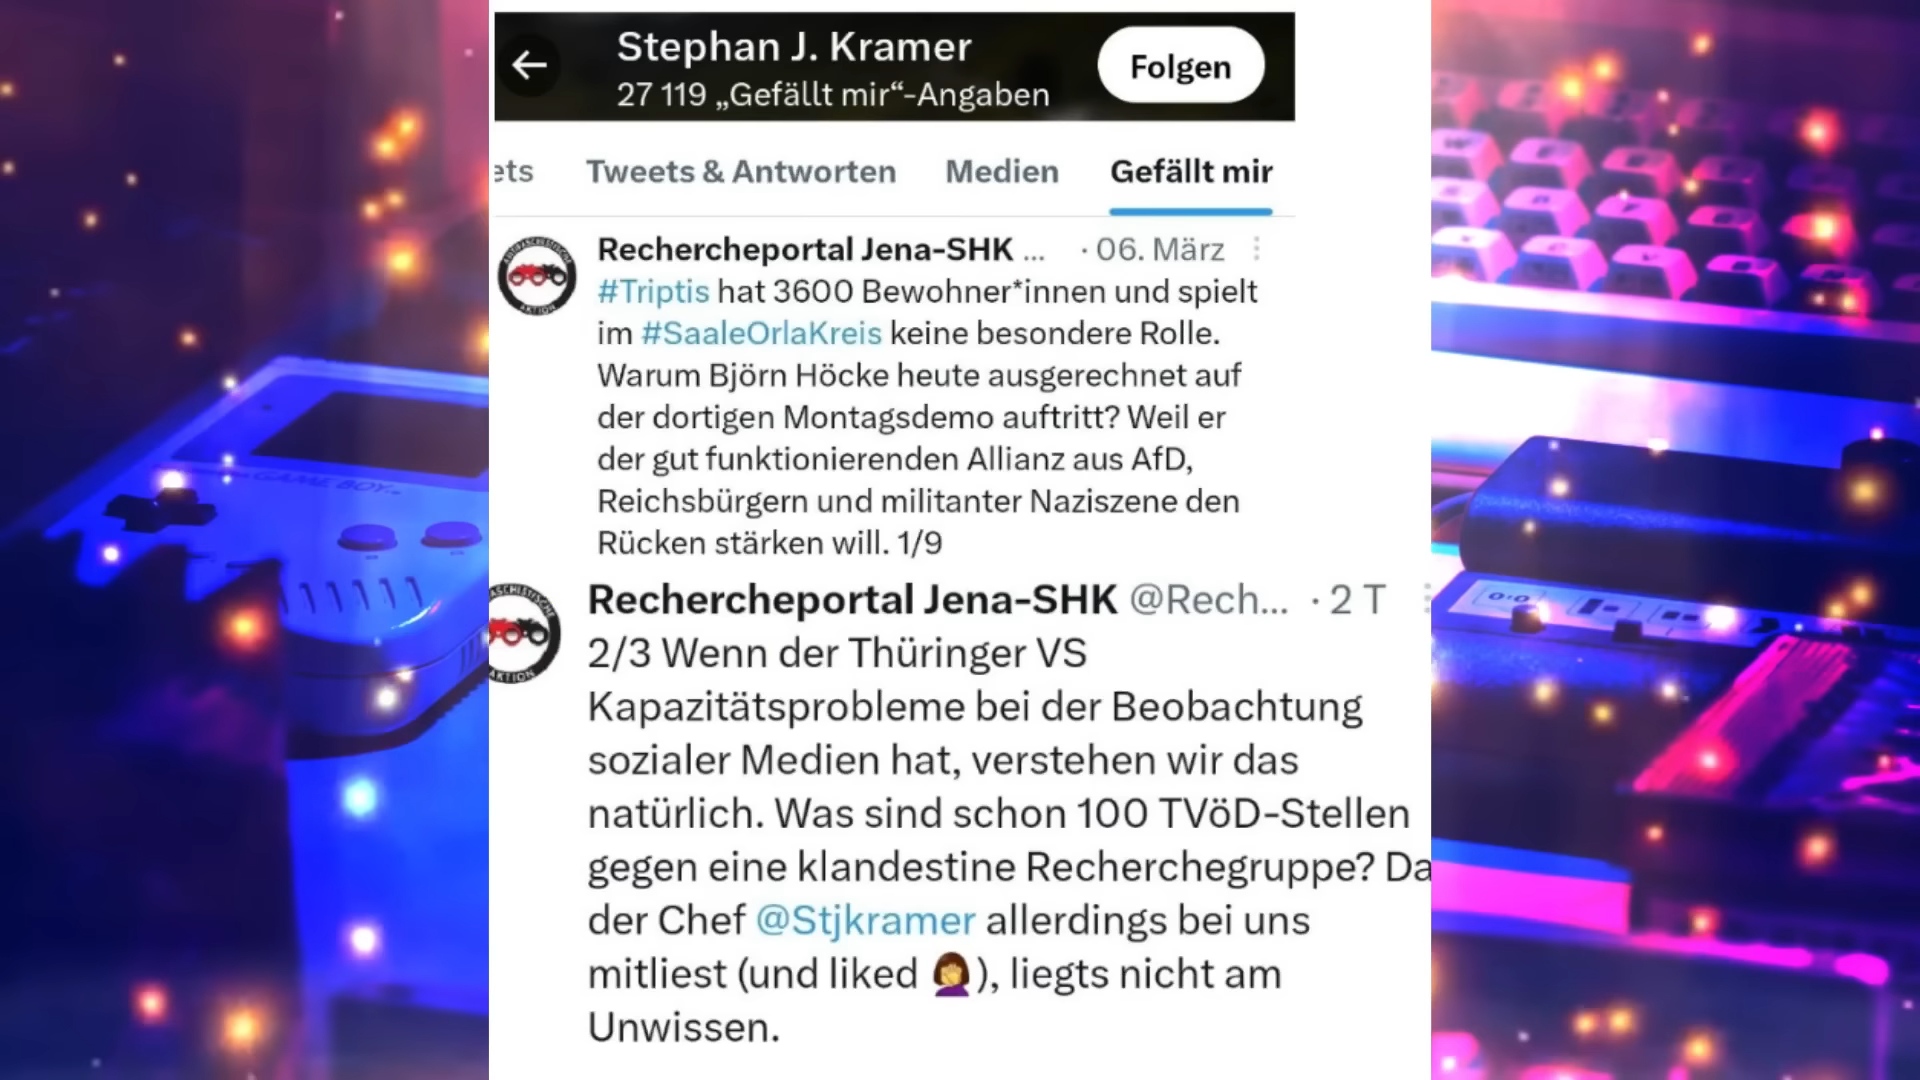 Stephan J. Kramer
27 119 „Gefällt mir“-Angaben
Folgen
ets Tweets & Antworten Medien Gefällt mir
Rechercheportal Jena-SHK ... · 06. März
#Triptis hat 3600 Bewohner*innen und spielt
im #SaaleOrlaKreis keine besondere Rolle.
Warum Björn Höcke heute ausgerechnet auf
der dortigen Montagsdemo auftritt? Weil er
der gut funktionierenden Allianz aus AfD,
Reichsbürgern und militanter Naziszene den
Rücken stärken will. 1/9
Rechercheportal Jena-SHK @Rech... · 2 T
2/3 Wenn der Thüringer VS
Kapazitätsprobleme bei der Beobachtung
sozialer Medien hat, verstehen wir das
natürlich. Was sind schon 100 TVöD-Stellen
gegen eine klandestine Recherchegruppe? Da
der Chef @Stjkramer allerdings bei uns
mitliest (und liked 🤦‍♀️), liegts nicht am
Unwissen.
GAME BOY
AKTION
AKTION